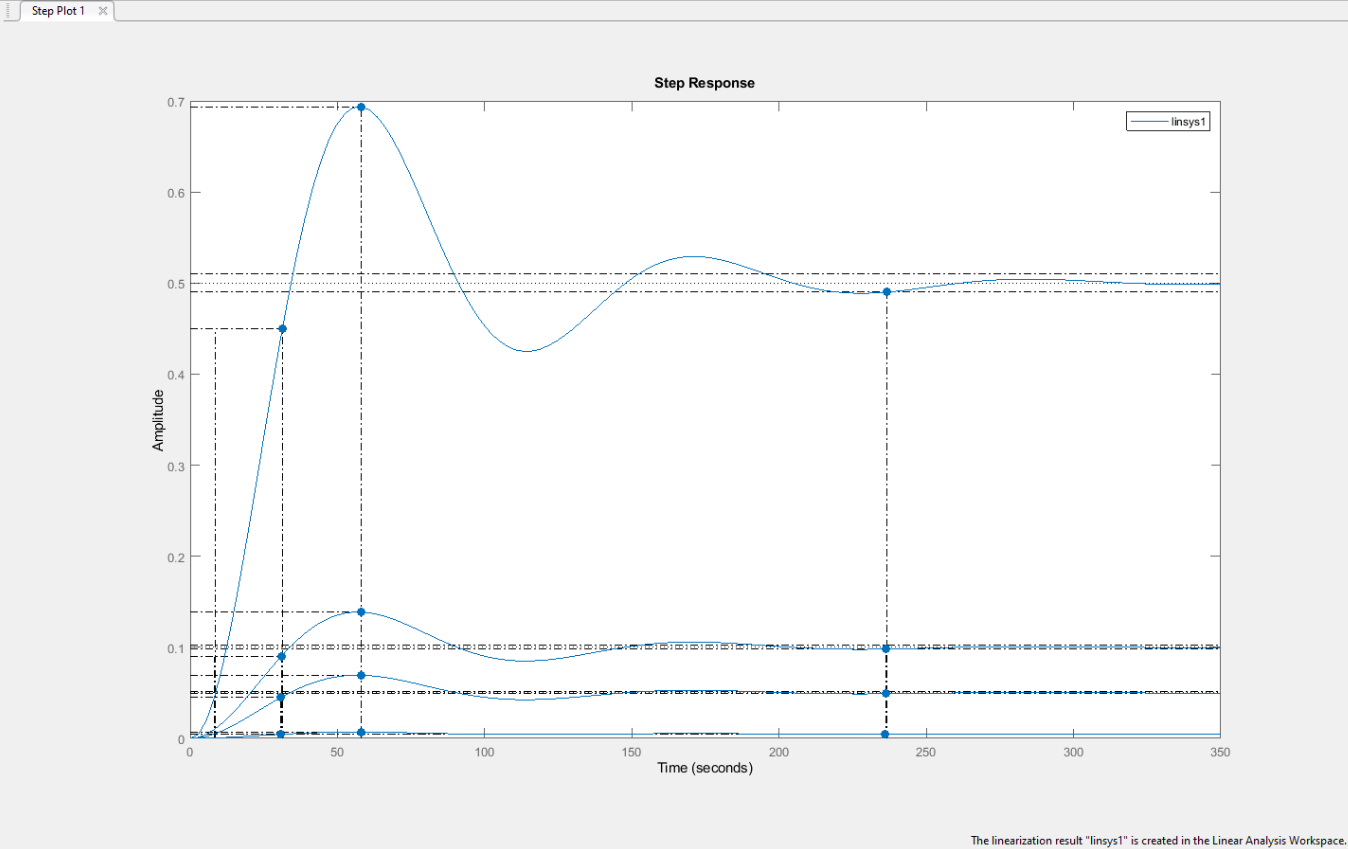 Step Plot 1
Step Response
linsys1
0.7
0.6
0.5
0.4
0.3
0.2
0.1
0
Amplitude
0 50 100 150 200 250 300 350
Time (seconds)
The linearization result "linsys1" is created in the Linear Analysis Workspace.